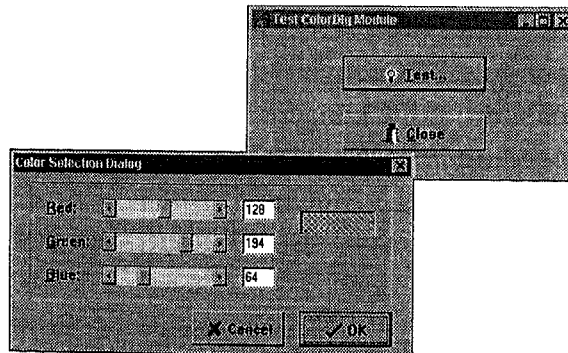 Test ColorDlg Module
Test...
Close
Color Selection Dialog
Red: 128
Green: 194
Blue: 64
Cancel OK